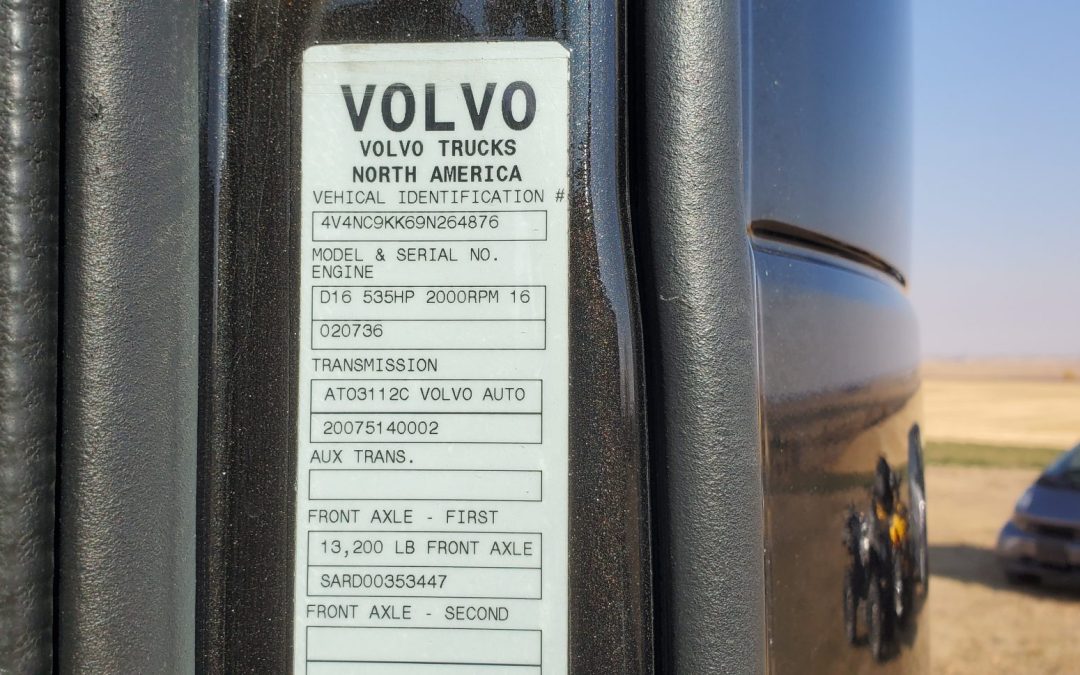 VOLVO
VOLVO TRUCKS
NORTH AMERICA
VEHICAL IDENTIFICATION #
4V4NC9KK69N264876
MODEL & SERIAL NO.
ENGINE
D16 535HP 2000RPM 16
020736
TRANSMISSION
ATO3112C VOLVO AUTO
20075140002
AUX TRANS.
FRONT AXLE - FIRST
13,200 LB FRONT AXLE
SARD00353447
FRONT AXLE - SECOND